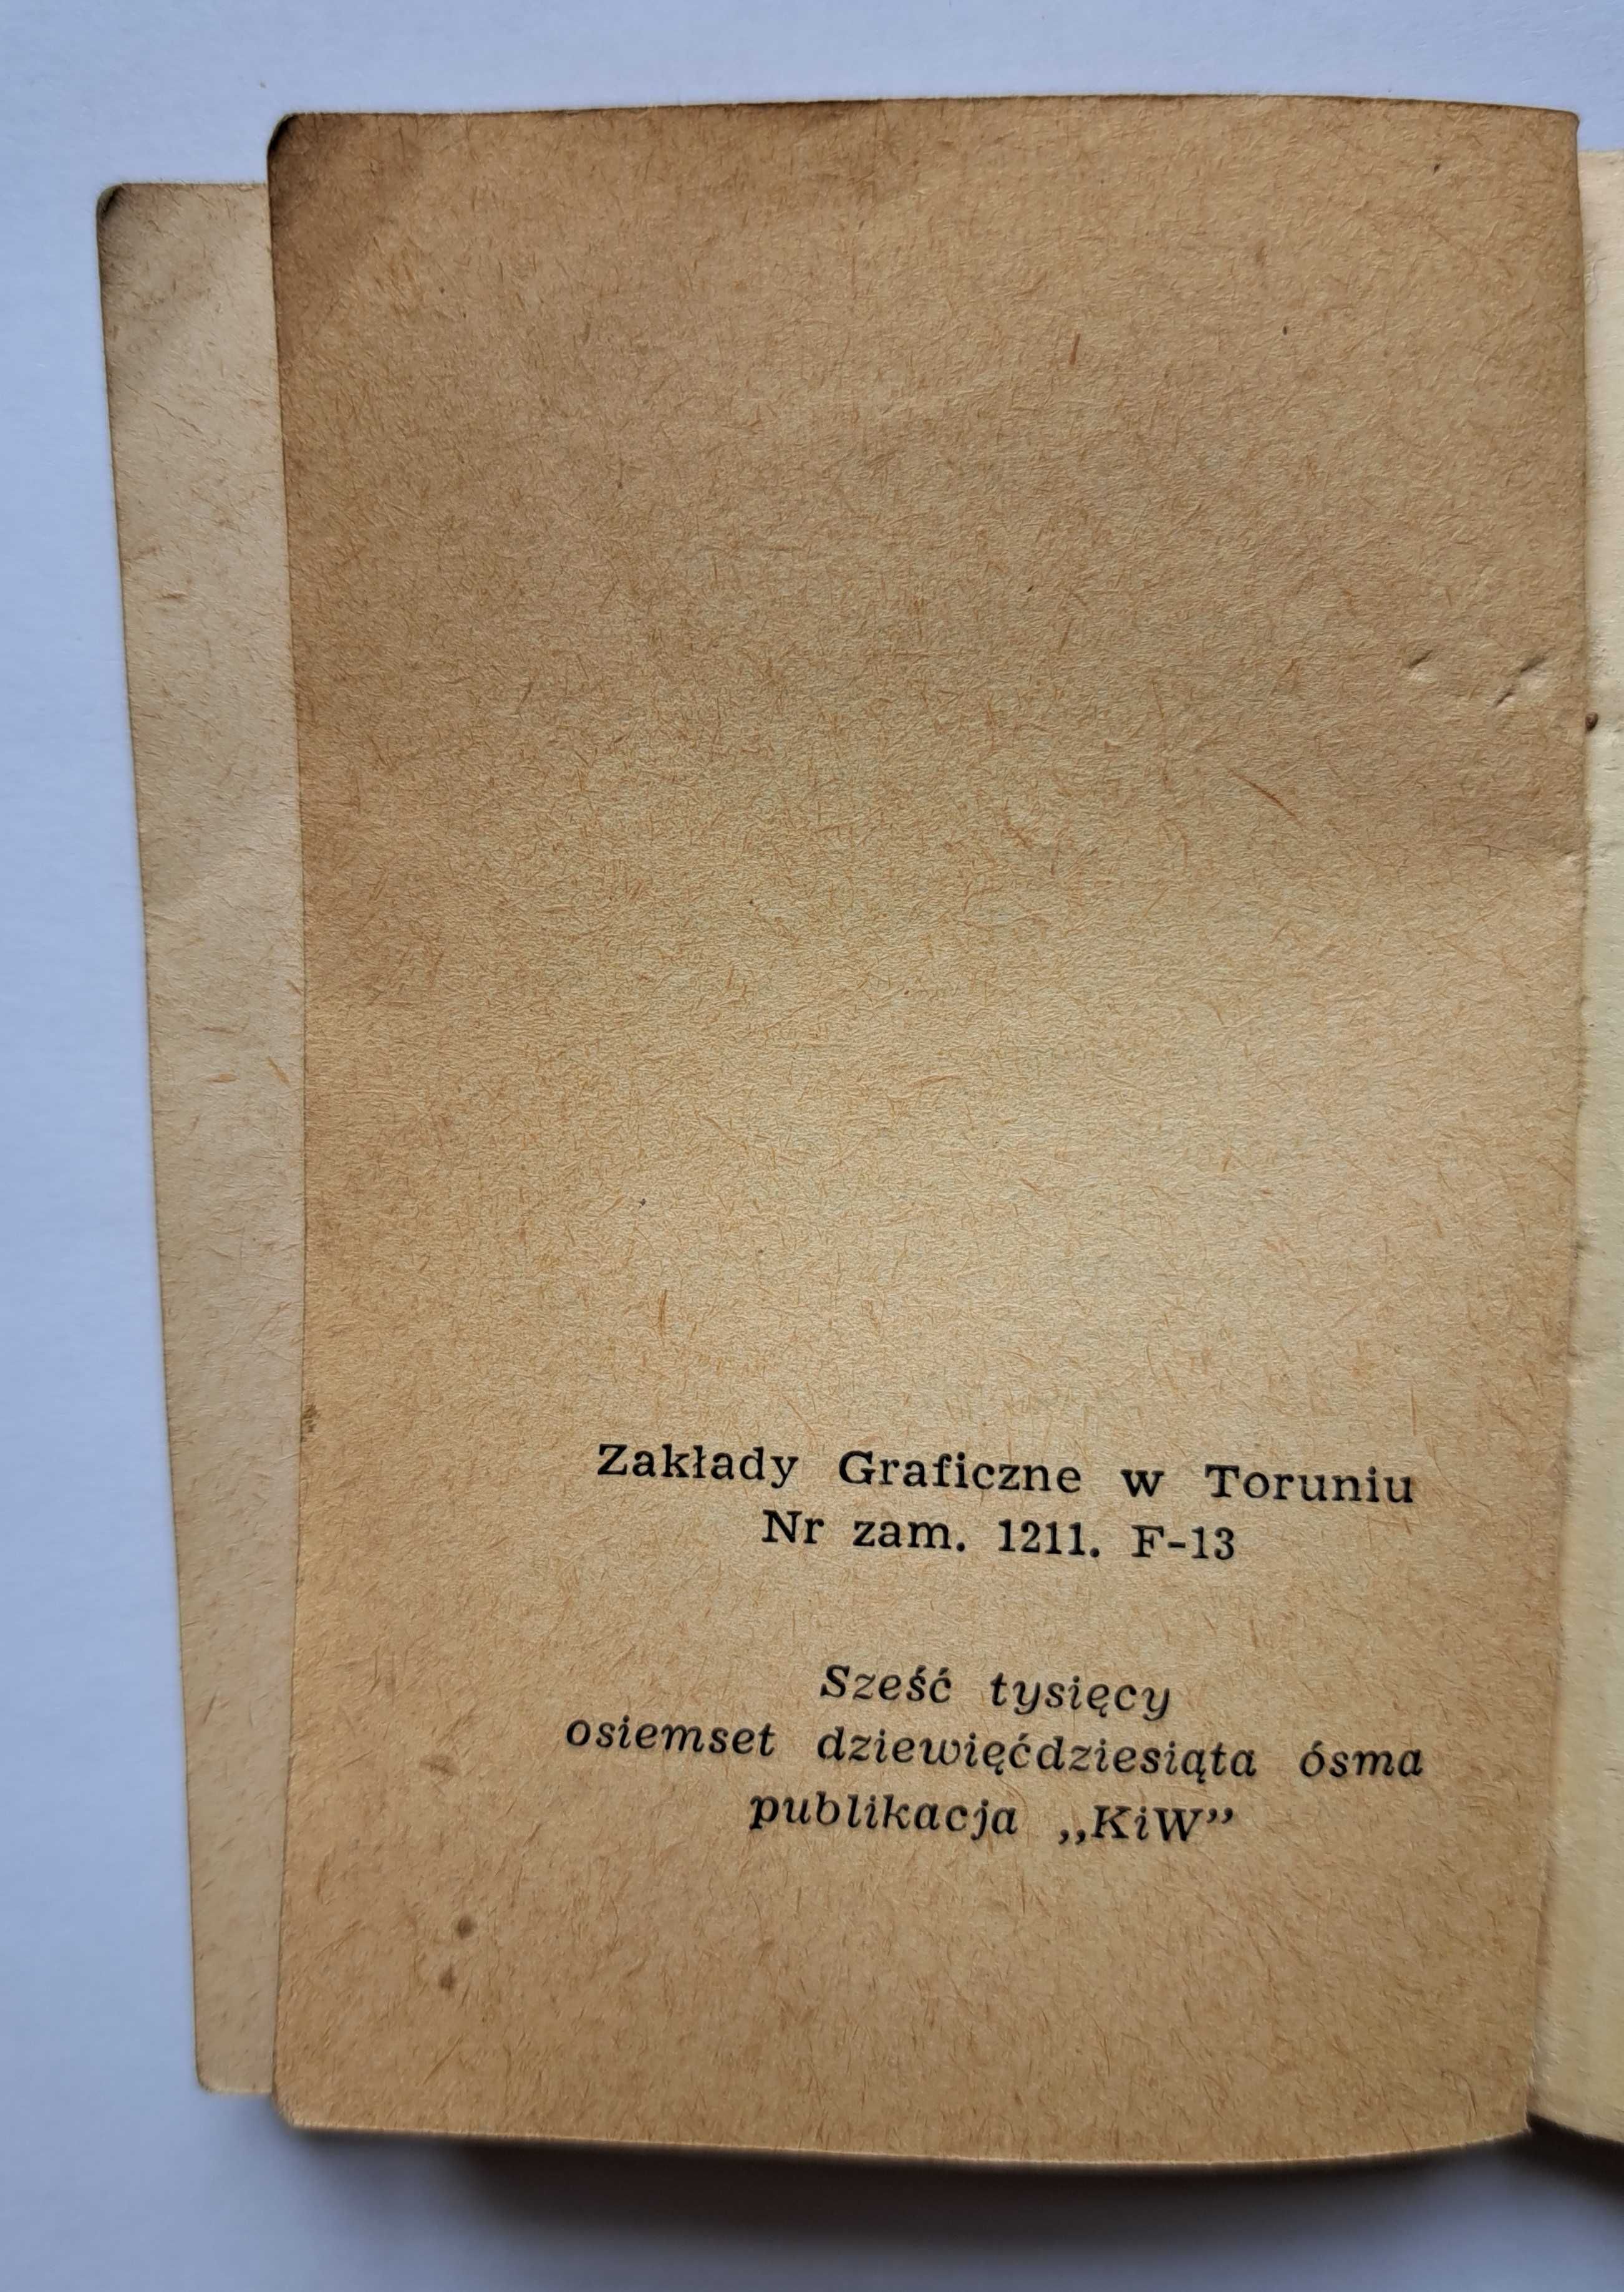 Zakłady Graficzne w Toruniu
Nr zam. 1211. F-13
Sześć tysięcy
osiemset dziewięćdziesiąta ósma
publikacja „KiW”